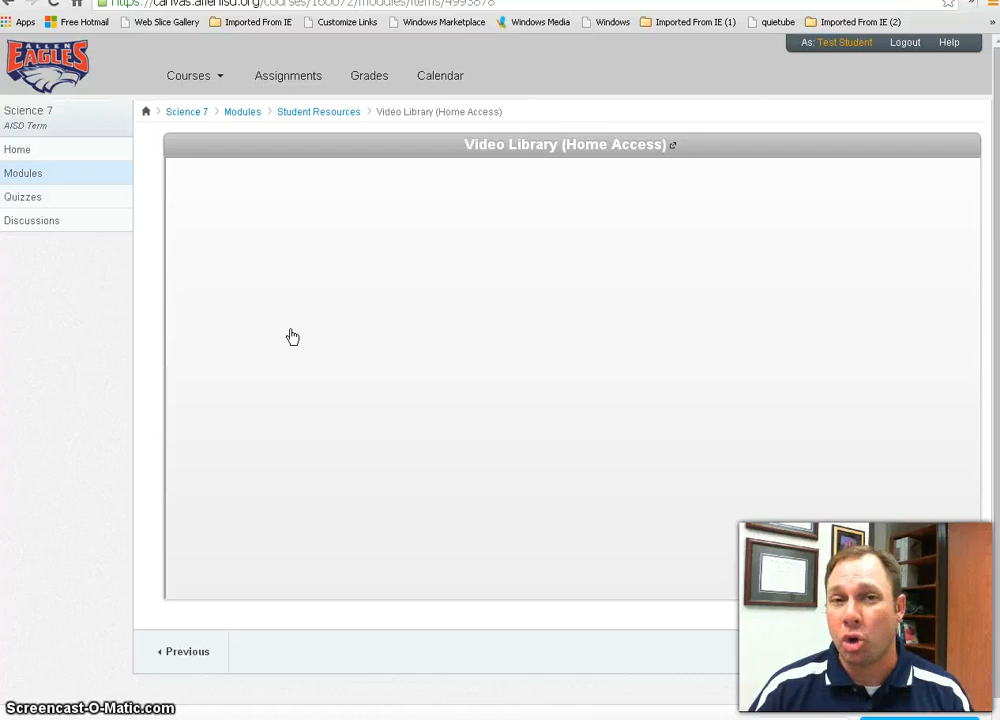 https://canvas.allenisd.org/courses/160072/modules/items/4993878
Apps Free Hotmail Web Slice Gallery Imported From IE Customize Links Windows Marketplace Windows Media Windows Imported From IE (1) quietube Imported From IE (2) »
ALLEN
EAGLES
As: Test Student Logout Help
Courses Assignments Grades Calendar
Science 7
AISD Term
Home
Modules
Quizzes
Discussions
Science 7 > Modules > Student Resources > Video Library (Home Access)
Video Library (Home Access)
Previous
Screencast-O-Matic.com